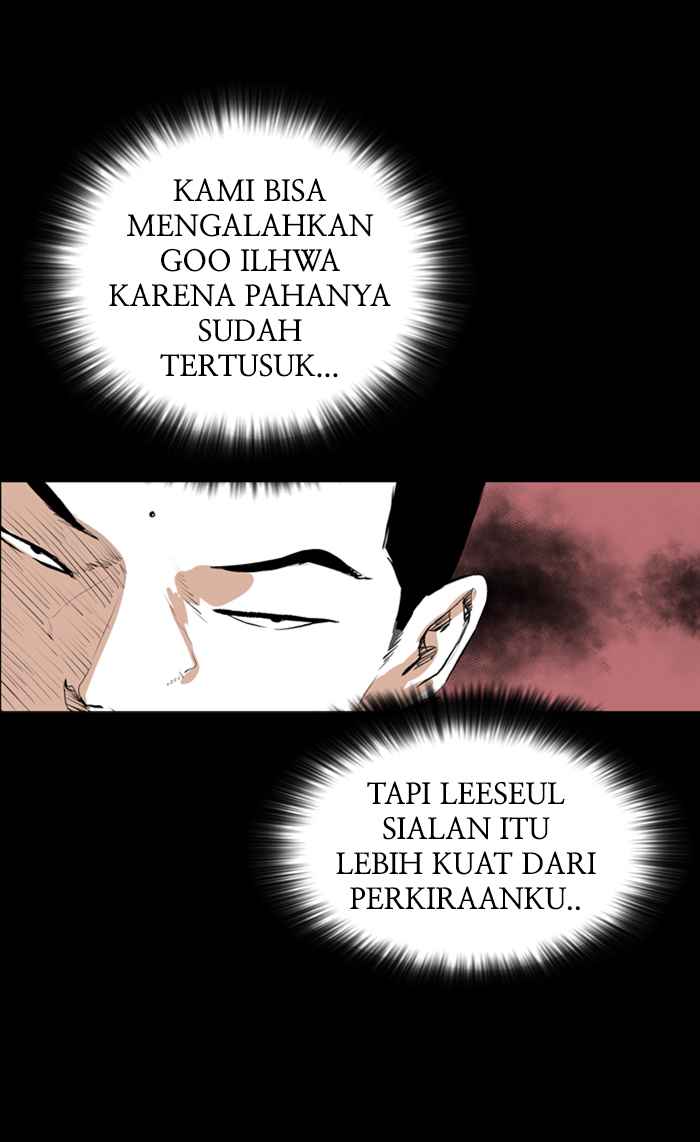 KAMI BISA
MENGALAHKAN
GOO ILHWA
KARENA PAHANYA
SUDAH
TERTUSUK...
TAPI LEESEUL
SIALAN ITU
LEBIH KUAT DARI
PERKIRAANKU..